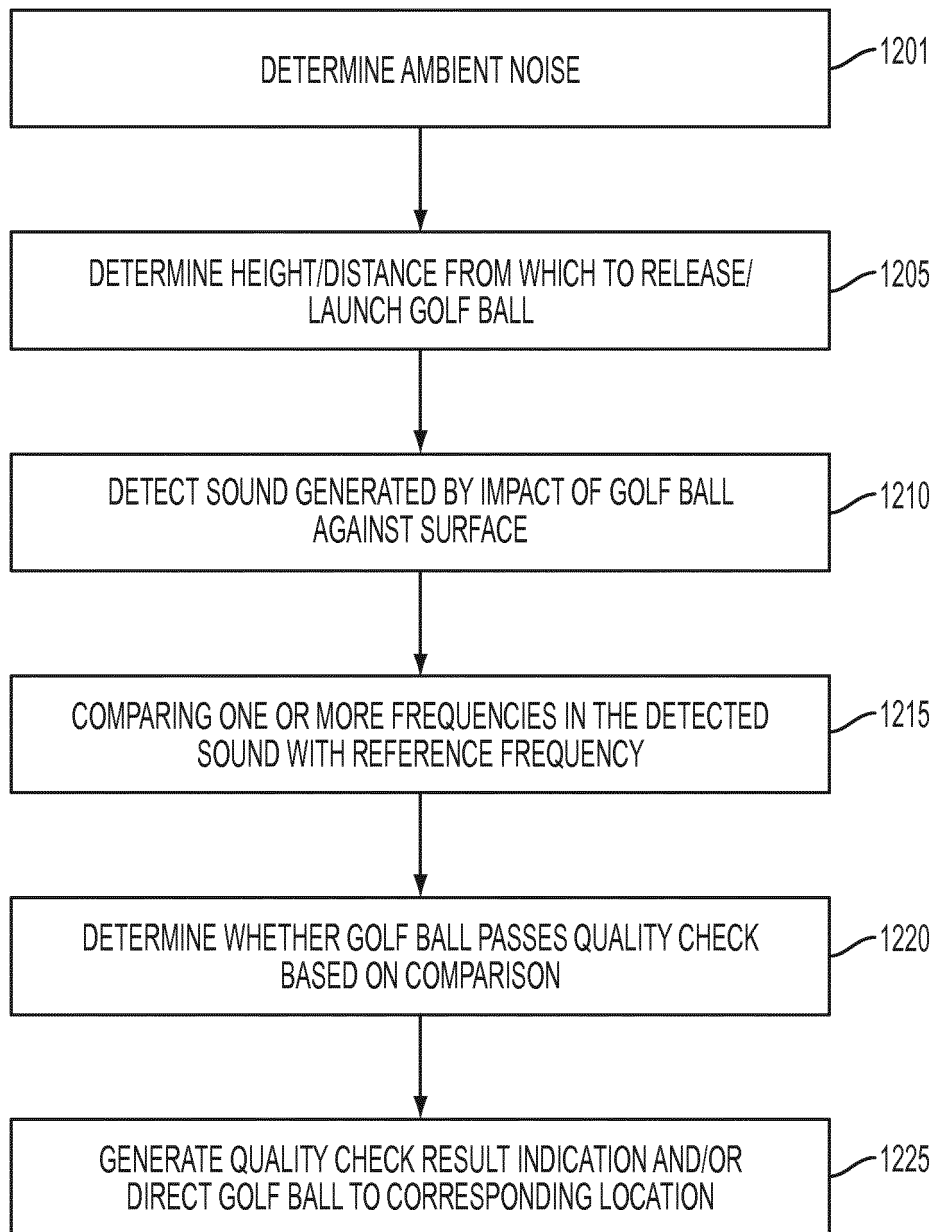 DETERMINE AMBIENT NOISE
1201
DETERMINE HEIGHT/DISTANCE FROM WHICH TO RELEASE/
LAUNCH GOLF BALL
1205
DETECT SOUND GENERATED BY IMPACT OF GOLF BALL
AGAINST SURFACE
1210
COMPARING ONE OR MORE FREQUENCIES IN THE DETECTED
SOUND WITH REFERENCE FREQUENCY
1215
DETERMINE WHETHER GOLF BALL PASSES QUALITY CHECK
BASED ON COMPARISON
1220
GENERATE QUALITY CHECK RESULT INDICATION AND/OR
DIRECT GOLF BALL TO CORRESPONDING LOCATION
1225